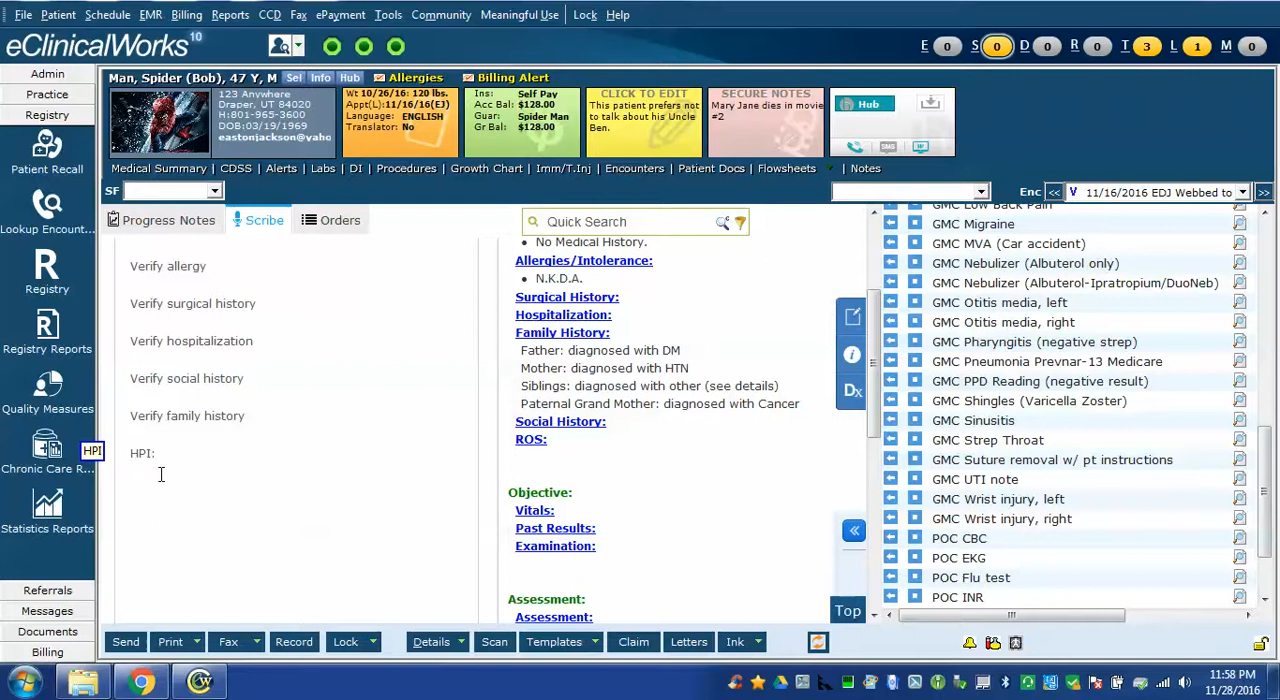 File Patient Schedule EMR Billing Reports CCD Fax ePayment Tools Community Meaningful Use Lock Help
eClinicalWorks 10 E 0 S 0 D 0 R 0 T 3 L 1 M 0
Admin
Practice
Registry
Patient Recall
Lookup Encount...
R
Registry
Registry Reports
Quality Measures
Chronic Care R...
Statistics Reports
Referrals
Messages
Documents
Billing
Man, Spider (Bob), 47 Y, M Sel Info Hub Allergies Billing Alert
123 Anywhere
Draper, UT 84020
H:801-965-3600
DOB:03/19/1969
eastonjackson@yaho
Wt 10/26/16: 120 lbs.
Appt(L):11/16/16(EJ)
Language: ENGLISH
Translator: No
Ins: Self Pay
Acc Bal: $128.00
Guar: Spider Man
Gr Bal: $128.00
CLICK TO EDIT
This patient prefers not
to talk about his Uncle
Ben.
SECURE NOTES
Mary Jane dies in movie
#2
Hub
SMS
Medical Summary CDSS Alerts Labs DI Procedures Growth Chart Imm/T.Inj Encounters Patient Docs Flowsheets Notes
SF Enc << V 11/16/2016 EDJ Webbed to >>
Progress Notes Scribe Orders Quick Search
Verify allergy
Verify surgical history
Verify hospitalization
Verify social history
Verify family history
HPI:
HPI
• No Medical History.
Allergies/Intolerance:
• N.K.D.A.
Surgical History:
Hospitalization:
Family History:
Father: diagnosed with DM
Mother: diagnosed with HTN
Siblings: diagnosed with other (see details)
Paternal Grand Mother: diagnosed with Cancer
Social History:
ROS:
Objective:
Vitals:
Past Results:
Examination:
Assessment:
Assessment:
i
Dx
«
Top
GMC Low Back Pain
GMC Migraine
GMC MVA (Car accident)
GMC Nebulizer (Albuterol only)
GMC Nebulizer (Albuterol-Ipratropium/DuoNeb)
GMC Otitis media, left
GMC Otitis media, right
GMC Pharyngitis (negative strep)
GMC Pneumonia Prevnar-13 Medicare
GMC PPD Reading (negative result)
GMC Shingles (Varicella Zoster)
GMC Sinusitis
GMC Strep Throat
GMC Suture removal w/ pt instructions
GMC UTI note
GMC Wrist injury, left
GMC Wrist injury, right
POC CBC
POC EKG
POC Flu test
POC INR
Send Print Fax Record Lock Details Scan Templates Claim Letters Ink
11:58 PM
11/28/2016